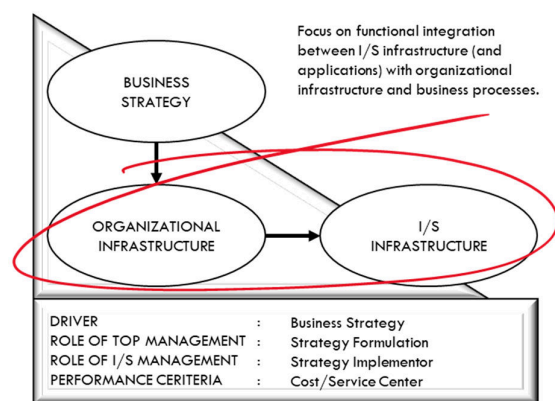 Focus on functional integration
between I/S infrastructure (and
applications) with organizational
infrastructure and business processes.
BUSINESS
STRATEGY
ORGANIZATIONAL
INFRASTRUCTURE
I/S
INFRASTRUCTURE
DRIVER : Business Strategy
ROLE OF TOP MANAGEMENT : Strategy Formulation
ROLE OF I/S MANAGEMENT : Strategy Implementor
PERFORMANCE CERITERIA : Cost/Service Center